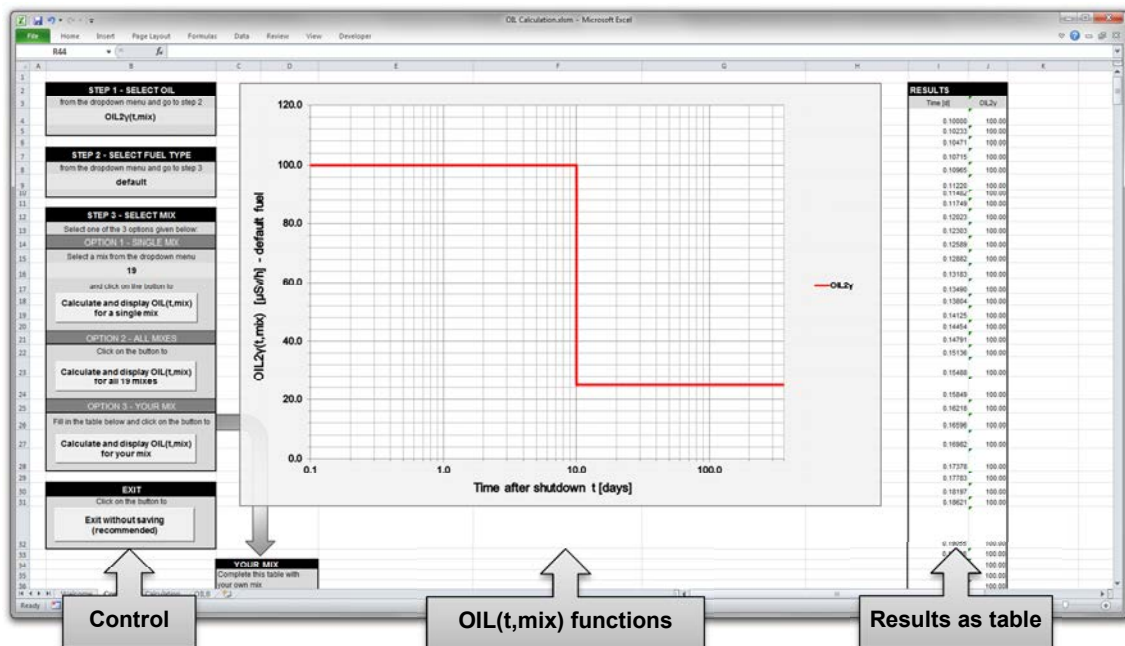 OIL Calculation.xlsm - Microsoft Excel
File Home Insert Page Layout Formulas Data Review View Developer
R44 fx
A B C D E F G H I J K
STEP 1 - SELECT OIL
from the dropdown menu and go to step 2
OIL2γ(t,mix)
STEP 2 - SELECT FUEL TYPE
from the dropdown menu and go to step 3
default
STEP 3 - SELECT MIX
Select one of the 3 options given below:
OPTION 1 - SINGLE MIX
Select a mix from the dropdown menu
19
and click on the button to
Calculate and display OIL(t,mix)
for a single mix
OPTION 2 - ALL MIXES
Click on the button to
Calculate and display OIL(t,mix)
for all 19 mixes
OPTION 3 - YOUR MIX
Fill in the table below and click on the button to
Calculate and display OIL(t,mix)
for your mix
EXIT
Click on the button to
Exit without saving
(recommended)
YOUR MIX
Complete this table with
your own mix.
OIL2γ(t,mix) [µSv/h] - default fuel
120.0
100.0
80.0
60.0
40.0
20.0
0.0
0.1 1.0 10.0 100.0
Time after shutdown t [days]
OIL2γ
RESULTS
Time [d] OIL2γ
0.10000 100.00
0.10233 100.00
0.10471 100.00
0.10715 100.00
0.10965 100.00
0.11220 100.00
0.11482 100.00
0.11749 100.00
0.12023 100.00
0.12303 100.00
0.12589 100.00
0.12882 100.00
0.13183 100.00
0.13490 100.00
0.13804 100.00
0.14125 100.00
0.14454 100.00
0.14791 100.00
0.15136 100.00
0.15488 100.00
0.15849 100.00
0.16218 100.00
0.16596 100.00
0.16982 100.00
0.17378 100.00
0.17783 100.00
0.18197 100.00
0.18621 100.00
100.00
100.00
100.00
100.00
Welcome Calculation
Ready
Control
OIL(t,mix) functions
Results as table